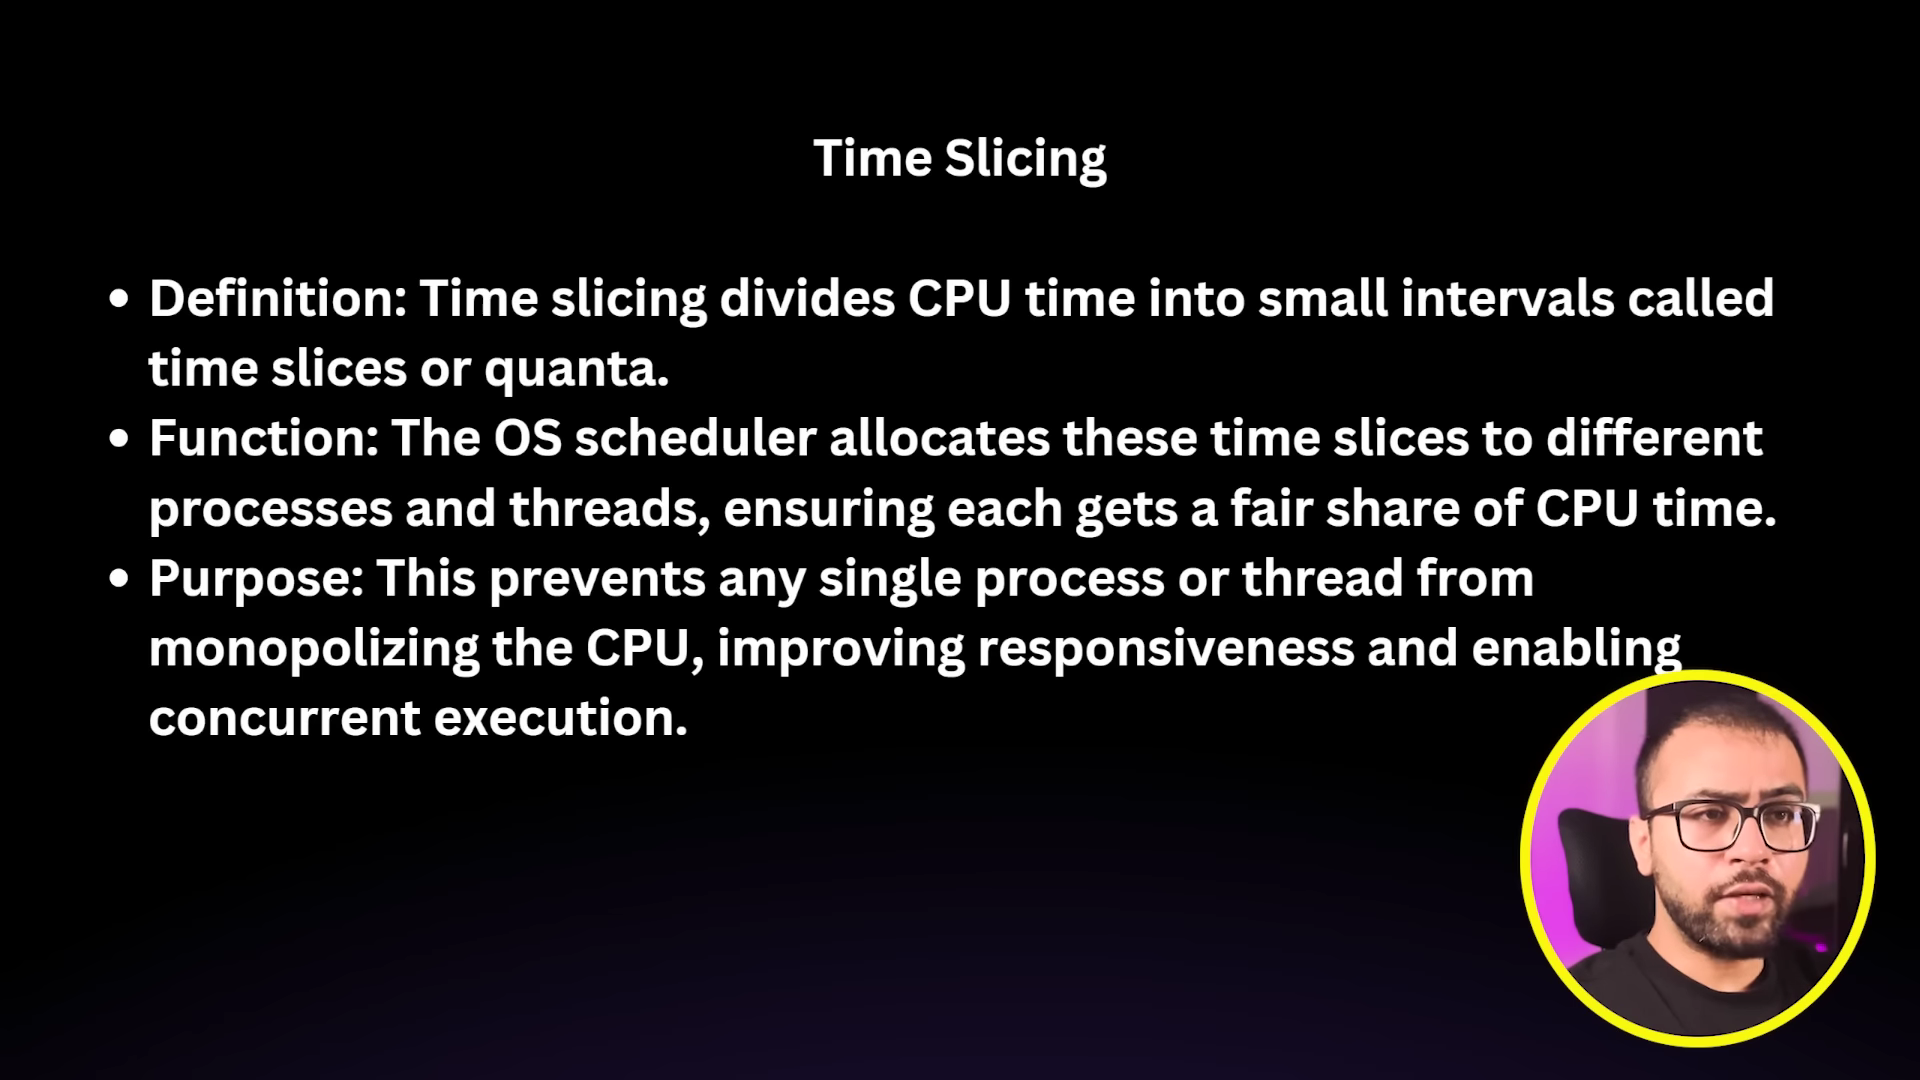 Time Slicing
• Definition: Time slicing divides CPU time into small intervals called
time slices or quanta.
• Function: The OS scheduler allocates these time slices to different
processes and threads, ensuring each gets a fair share of CPU time.
• Purpose: This prevents any single process or thread from
monopolizing the CPU, improving responsiveness and enabling
concurrent execution.